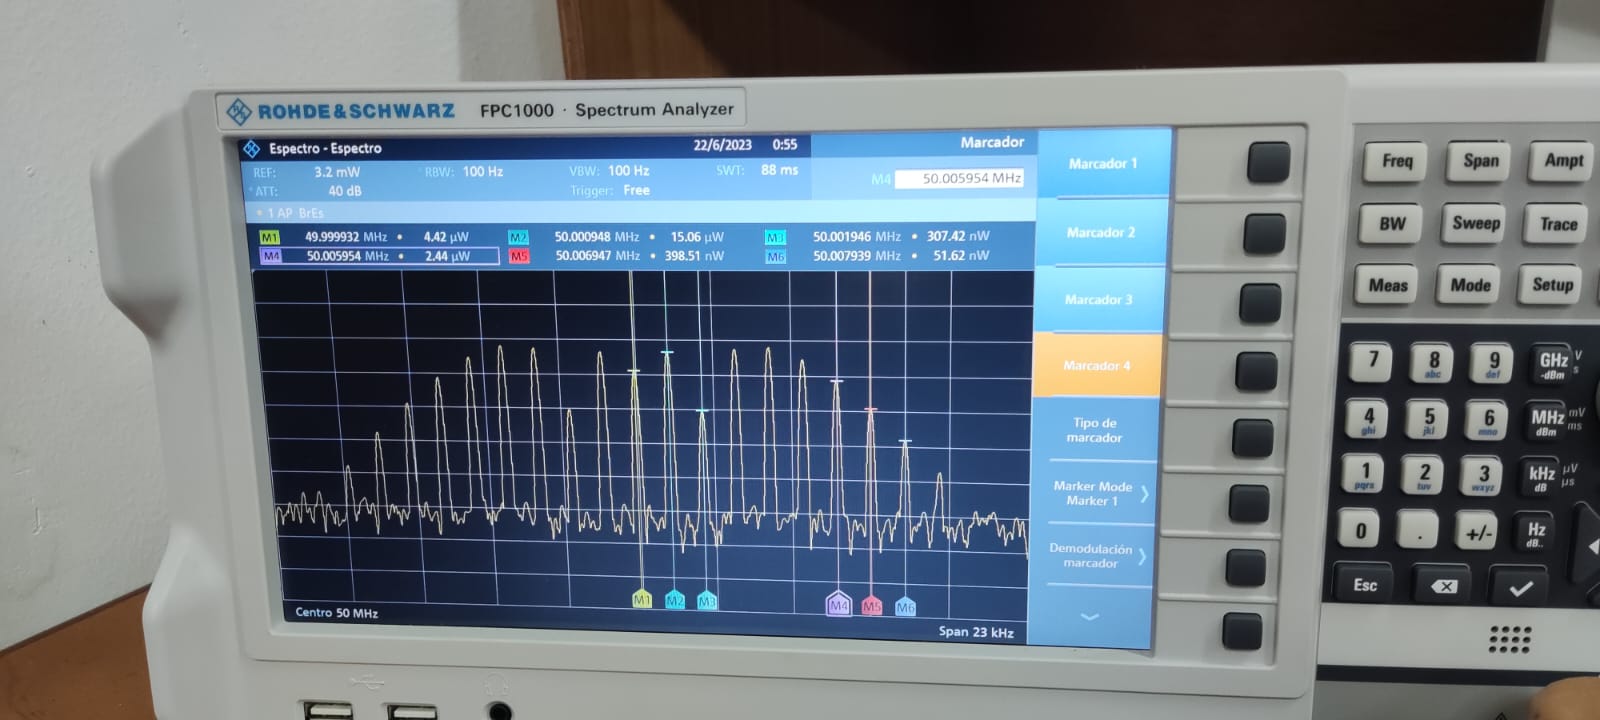 ROHDE & SCHWARZ FPC1000 · Spectrum Analyzer
Espectro - Espectro 22/6/2023 0:55 Marcador
REF: 3.2 mW RBW: 100 Hz VBW: 100 Hz SWT: 88 ms
ATT: 40 dB Trigger: Free
M4 50.005954 MHz
1 AP BrEs
M1 49.999932 MHz • 4.42 µW M2 50.000948 MHz • 15.06 µW M3 50.001946 MHz • 307.42 nW
M4 50.005954 MHz • 2.44 µW M5 50.006947 MHz • 398.51 nW M6 50.007939 MHz • 51.62 nW
M1 M2 M3 M4 M5 M6
Centro 50 MHz
Span 23 kHz
Marcador 1
Marcador 2
Marcador 3
Marcador 4
Tipo de
marcador
Marker Mode
Marker 1
Demodulación
marcador
Freq Span Ampt
BW Sweep Trace
Meas Mode Setup
7 8 abc 9 def GHz -dBm V s
4 ghi 5 jkl 6 mno MHz dBm mV ms
1 pqrs 2 tuv 3 wxyz kHz dB µV µs
0 . +/- Hz dB..
Esc